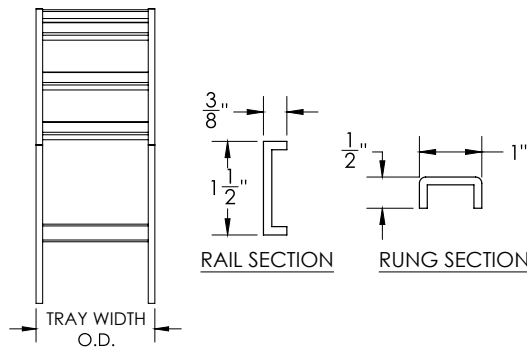 3/8"
1 1/2"
RAIL SECTION
1/2"
1"
RUNG SECTION
TRAY WIDTH
O.D.